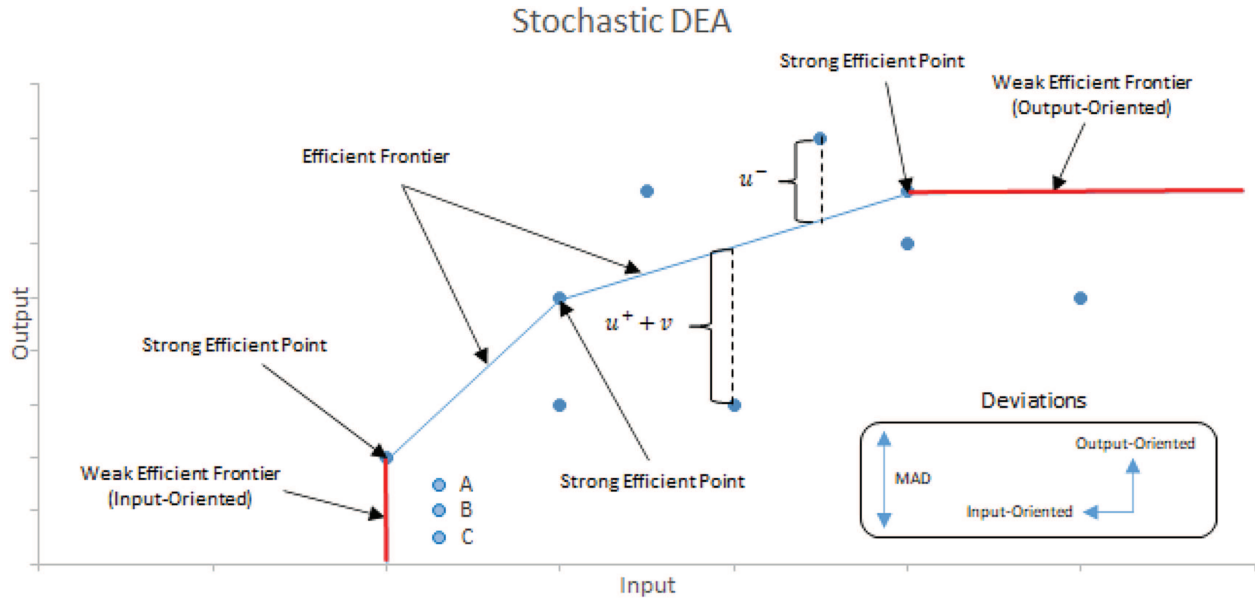 Stochastic DEA
Strong Efficient Point
Weak Efficient Frontier
(Output-Oriented)
Efficient Frontier
u⁻
u⁺ + v
Output
Strong Efficient Point
Weak Efficient Frontier
(Input-Oriented)
A
B
C
Strong Efficient Point
Deviations
Output-Oriented
MAD
Input-Oriented
Input